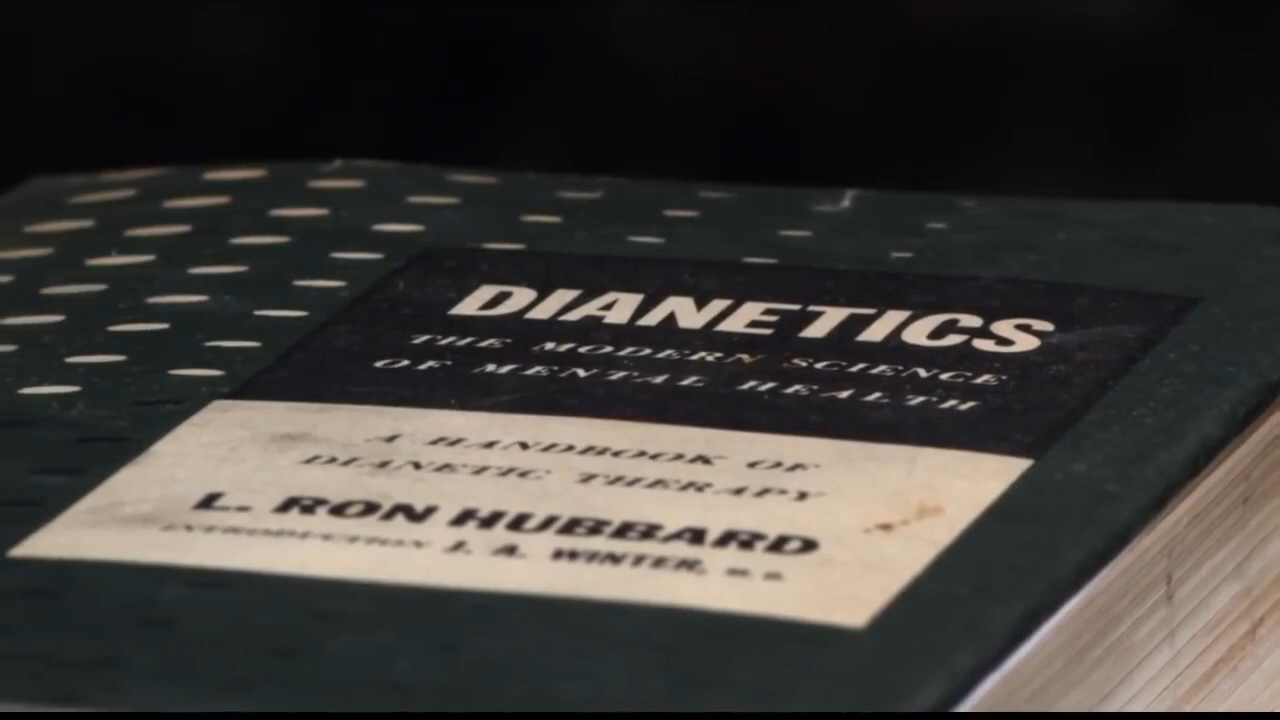 DIANETICS
THE MODERN SCIENCE
OF MENTAL HEALTH
A HANDBOOK OF
DIANETIC THERAPY
L. RON HUBBARD
INTRODUCTION J. A. WINTER, M.D.